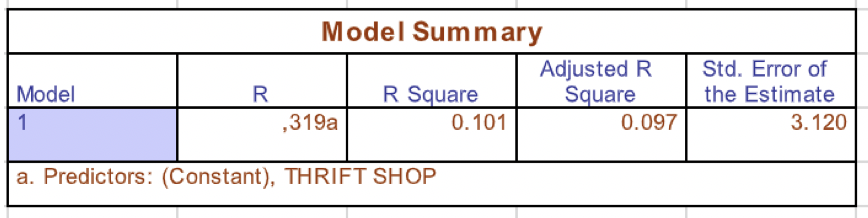 Model Summary
Model R R Square Adjusted R Square Std. Error of the Estimate
1 ,319a 0.101 0.097 3.120
a. Predictors: (Constant), THRIFT SHOP